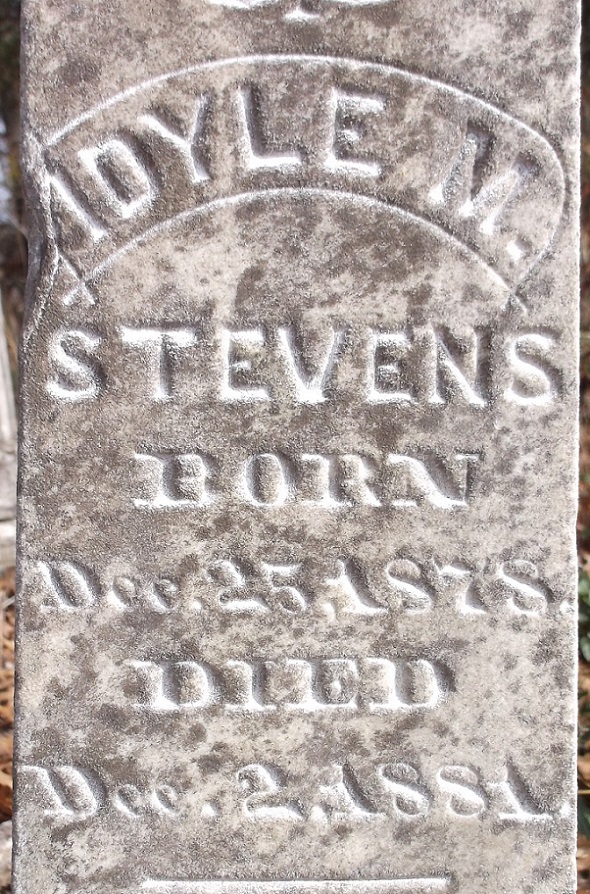 IDYLE M.
STEVENS
BORN
Dec. 25, 1878.
DIED
Dec. 2, 1881.